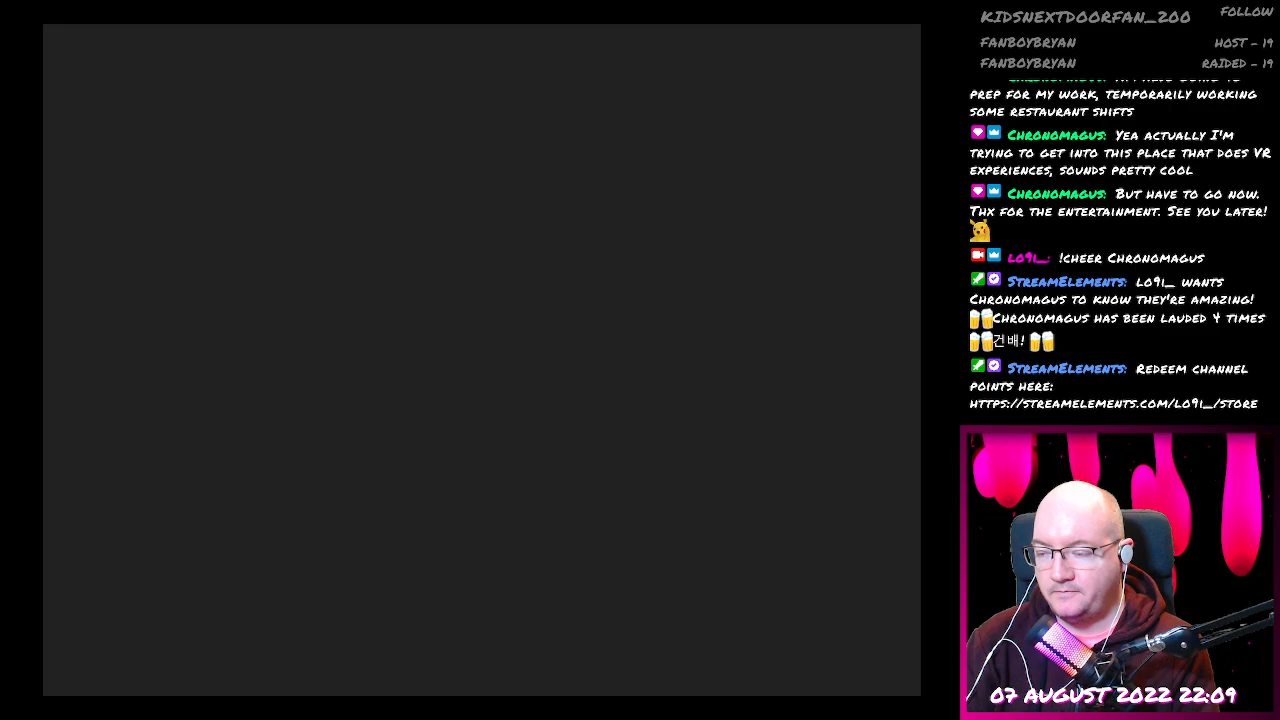 KIDSNEXTDOORFAN_200 FOLLOW
FANBOYBRYAN HOST - 19
FANBOYBRYAN RAIDED - 19
PREP FOR MY WORK, TEMPORARILY WORKING
SOME RESTAURANT SHIFTS
CHRONOMAGUS: YEA ACTUALLY I'M
TRYING TO GET INTO THIS PLACE THAT DOES VR
EXPERIENCES, SOUNDS PRETTY COOL
CHRONOMAGUS: BUT HAVE TO GO NOW.
THX FOR THE ENTERTAINMENT. SEE YOU LATER!
LO9I_: !CHEER CHRONOMAGUS
STREAMELEMENTS: LO9I_ WANTS
CHRONOMAGUS TO KNOW THEY'RE AMAZING!
CHRONOMAGUS HAS BEEN LAUDED 4 TIMES
건배!
STREAMELEMENTS: REDEEM CHANNEL
POINTS HERE:
HTTPS://STREAMELEMENTS.COM/LO9I_/STORE
07 AUGUST 2022 22:09